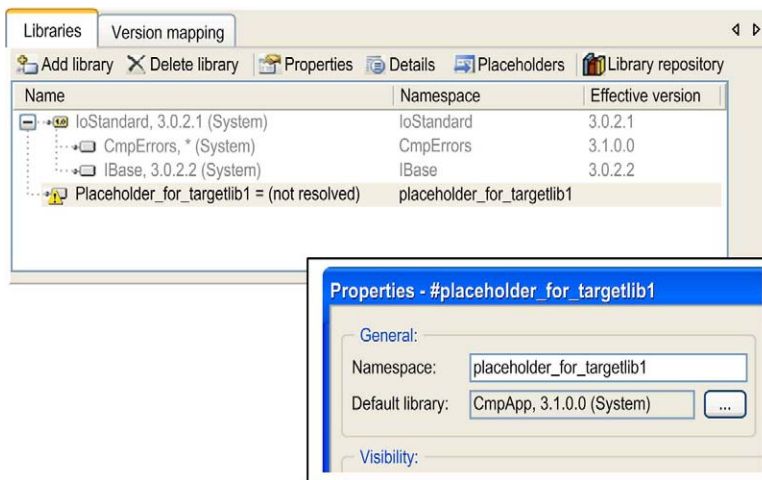 Libraries Version mapping
Add library Delete library Properties Details Placeholders Library repository
Name Namespace Effective version
IoStandard, 3.0.2.1 (System) IoStandard 3.0.2.1
CmpErrors, * (System) CmpErrors 3.1.0.0
IBase, 3.0.2.2 (System) IBase 3.0.2.2
Placeholder_for_targetlib1 = (not resolved) placeholder_for_targetlib1
Properties - #placeholder_for_targetlib1
General:
Namespace: placeholder_for_targetlib1
Default library: CmpApp, 3.1.0.0 (System) ...
Visibility: